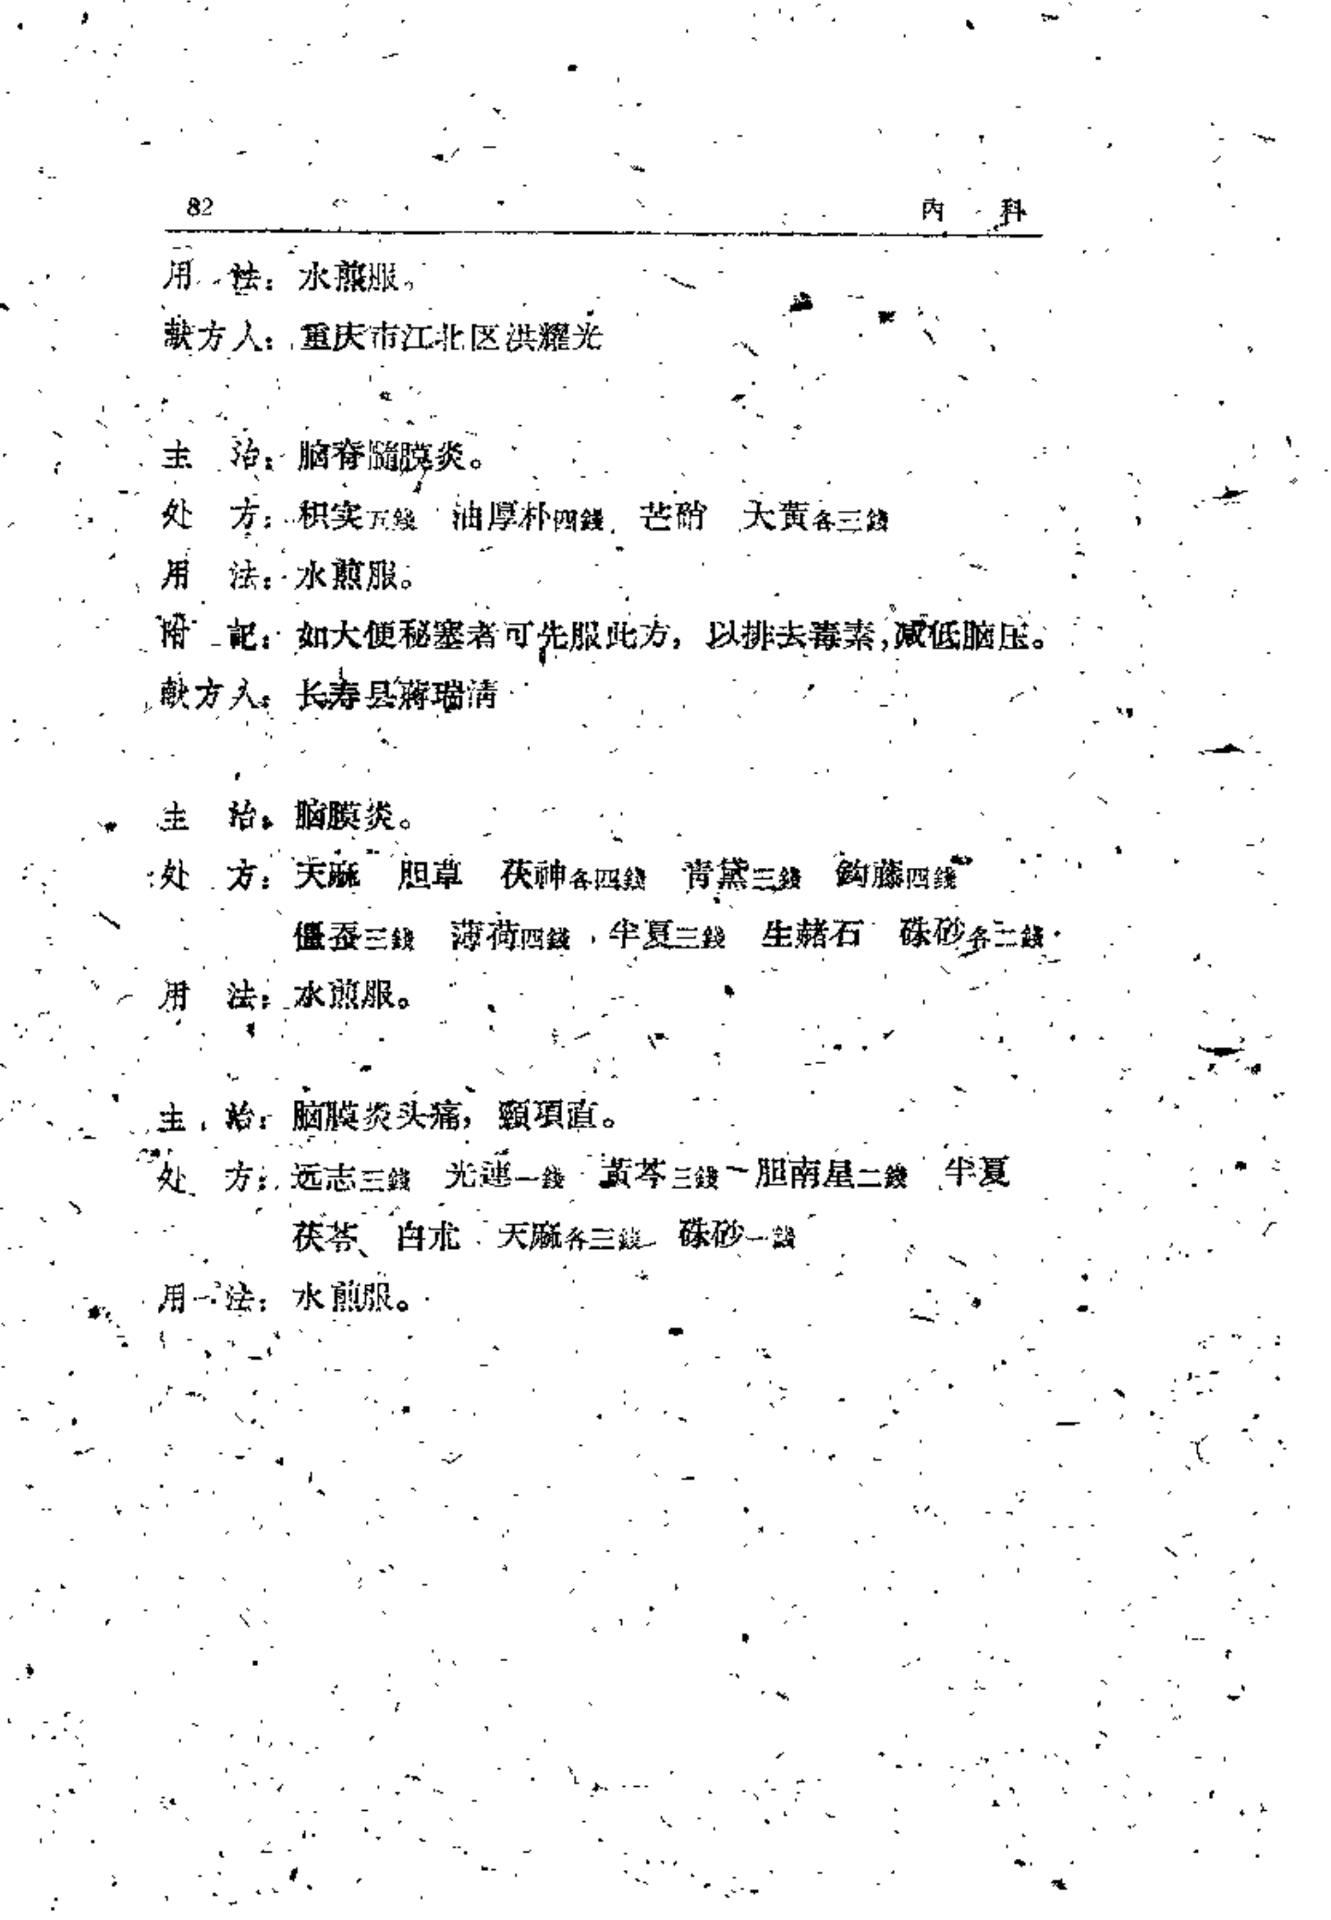 82 内 科
用 法：水煎服。
献方人：重庆市江北区洪耀光
主 治：脑脊髓膜炎。
处 方：积实五錢 油厚朴四錢 芒硝 大黄各三錢
用 法：水煎服。
附 記：如大便秘塞者可先服此方，以排去毒素，减低脑压。
献方人：长寿县蔣瑞清
主 治：脑膜炎。
处 方：天麻 胆草 茯神各四錢 青黛三錢 鈎藤四錢
僵蚕三錢 薄荷四錢 半夏三錢 生赭石 硃砂各三錢
用 法：水煎服。
主 治：脑膜炎头痛，頸項直。
处 方：远志三錢 光連一錢 黄芩三錢 胆南星二錢 半夏
茯苓 白朮 天麻各三錢 硃砂一錢
用 法：水煎服。